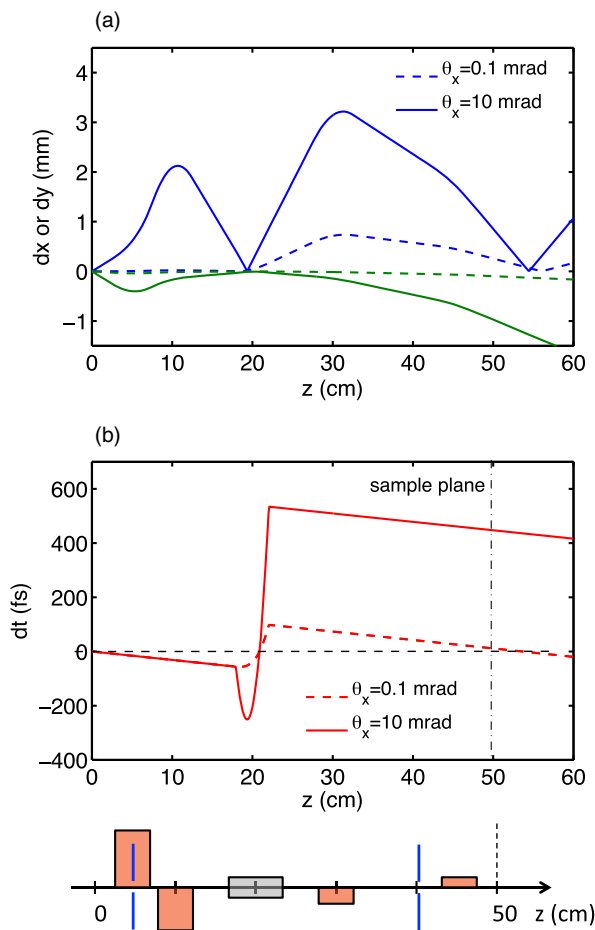 (a)
4
3
2
1
0
−1
dx or dy (mm)
θx=0.1 mrad
θx=10 mrad
0 10 20 30 40 50 60
z (cm)
(b)
600
400
200
0
−200
−400
dt (fs)
sample plane
θx=0.1 mrad
θx=10 mrad
0 10 20 30 40 50 60
z (cm)
0 50 z (cm)